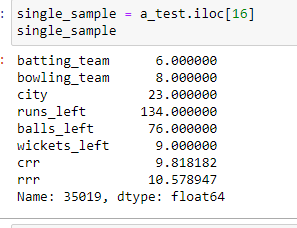 : single_sample = a_test.iloc[16]
single_sample
: batting_team 6.000000
bowling_team 8.000000
city 23.000000
runs_left 134.000000
balls_left 76.000000
wickets_left 9.000000
crr 9.818182
rrr 10.578947
Name: 35019, dtype: float64